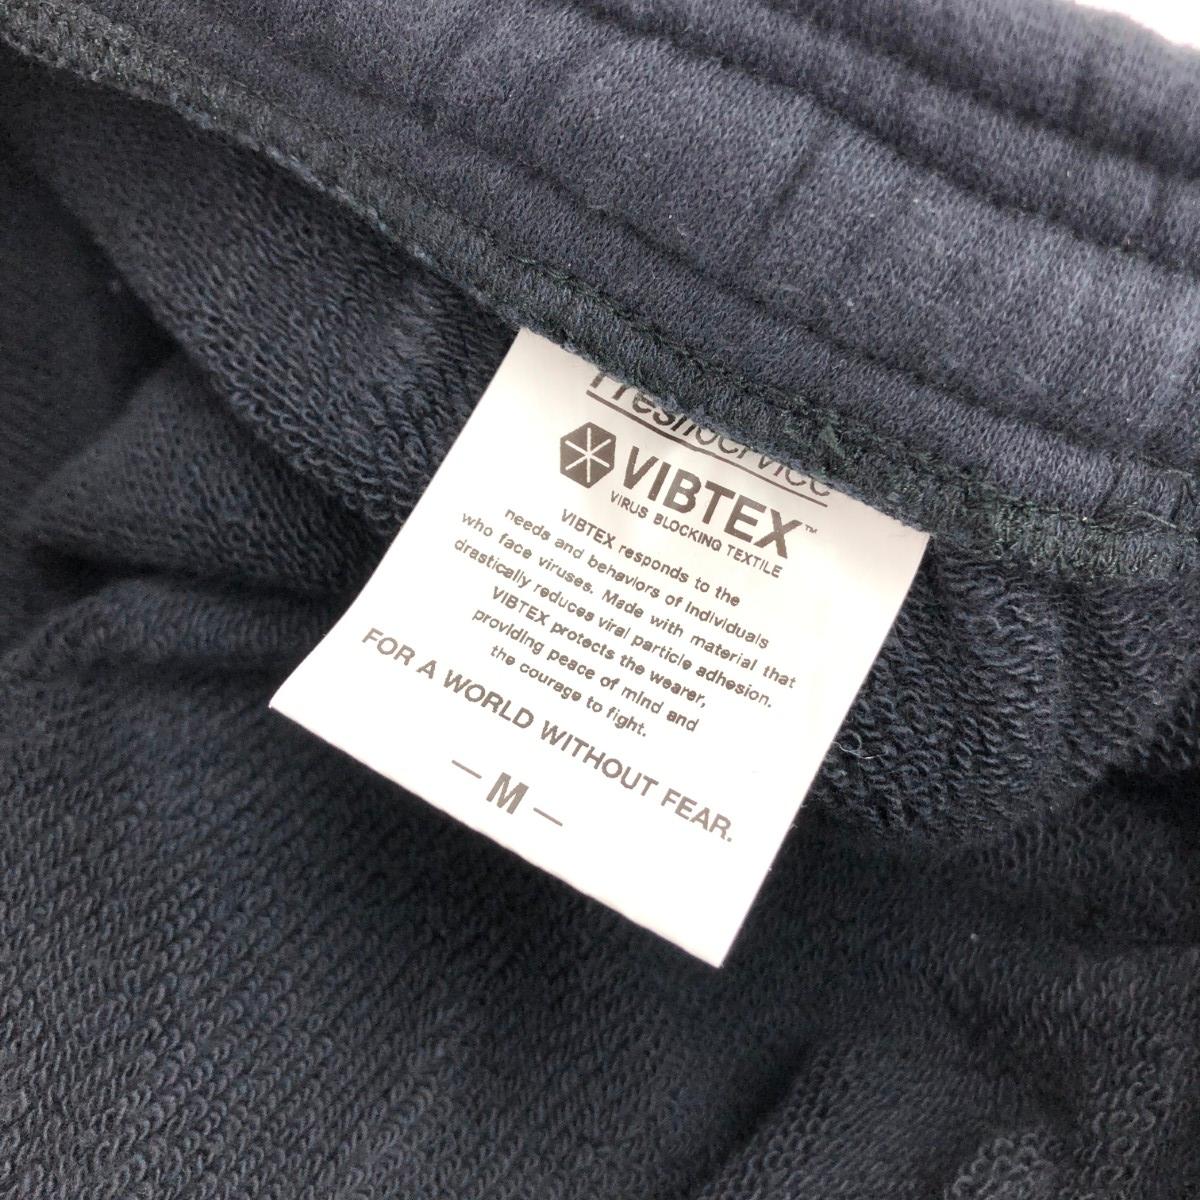 FreshService
VIBTEX™
VIRUS BLOCKING TEXTILE
VIBTEX responds to the
needs and behaviors of individuals
who face viruses. Made with material that
drastically reduces viral particle adhesion.
VIBTEX protects the wearer,
providing peace of mind and
the courage to fight.
FOR A WORLD WITHOUT FEAR.
— M —